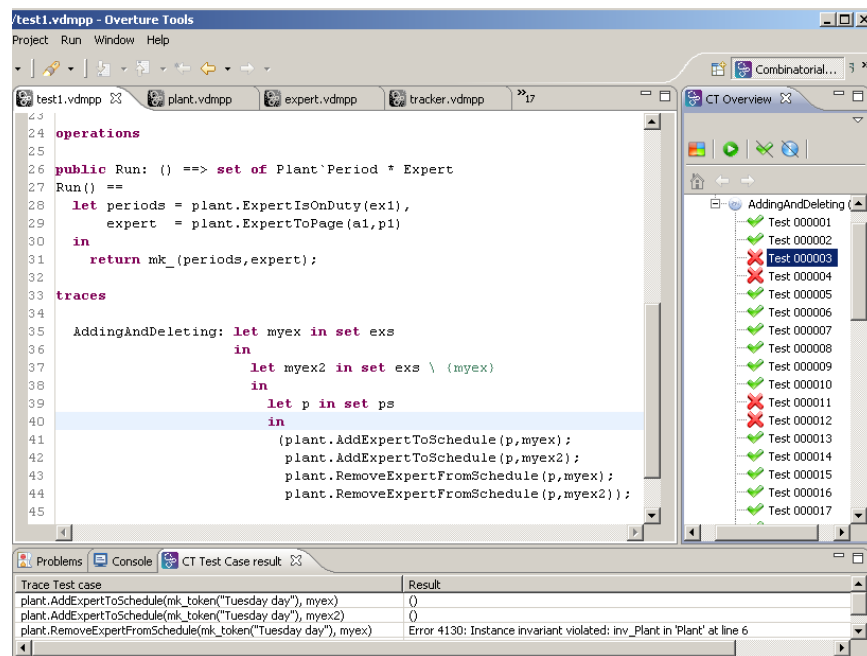 /test1.vdmpp - Overture Tools
Project Run Window Help
Combinatorial...
test1.vdmpp plant.vdmpp expert.vdmpp tracker.vdmpp »17
CT Overview
23
24 operations
25
26 public Run: () ==> set of Plant`Period * Expert
27 Run() ==
28 let periods = plant.ExpertIsOnDuty(ex1),
29 expert = plant.ExpertToPage(a1,p1)
30 in
31 return mk_(periods,expert);
32
33 traces
34
35 AddingAndDeleting: let myex in set exs
36 in
37 let myex2 in set exs \ (myex)
38 in
39 let p in set ps
40 in
41 (plant.AddExpertToSchedule(p,myex);
42 plant.AddExpertToSchedule(p,myex2);
43 plant.RemoveExpertFromSchedule(p,myex);
44 plant.RemoveExpertFromSchedule(p,myex2));
45
AddingAndDeleting (
Test 000001
Test 000002
Test 000003
Test 000004
Test 000005
Test 000006
Test 000007
Test 000008
Test 000009
Test 000010
Test 000011
Test 000012
Test 000013
Test 000014
Test 000015
Test 000016
Test 000017
Problems Console CT Test Case result
Trace Test case Result
plant.AddExpertToSchedule(mk_token("Tuesday day"), myex) ()
plant.AddExpertToSchedule(mk_token("Tuesday day"), myex2) ()
plant.RemoveExpertFromSchedule(mk_token("Tuesday day"), myex) Error 4130: Instance invariant violated: inv_Plant in 'Plant' at line 6